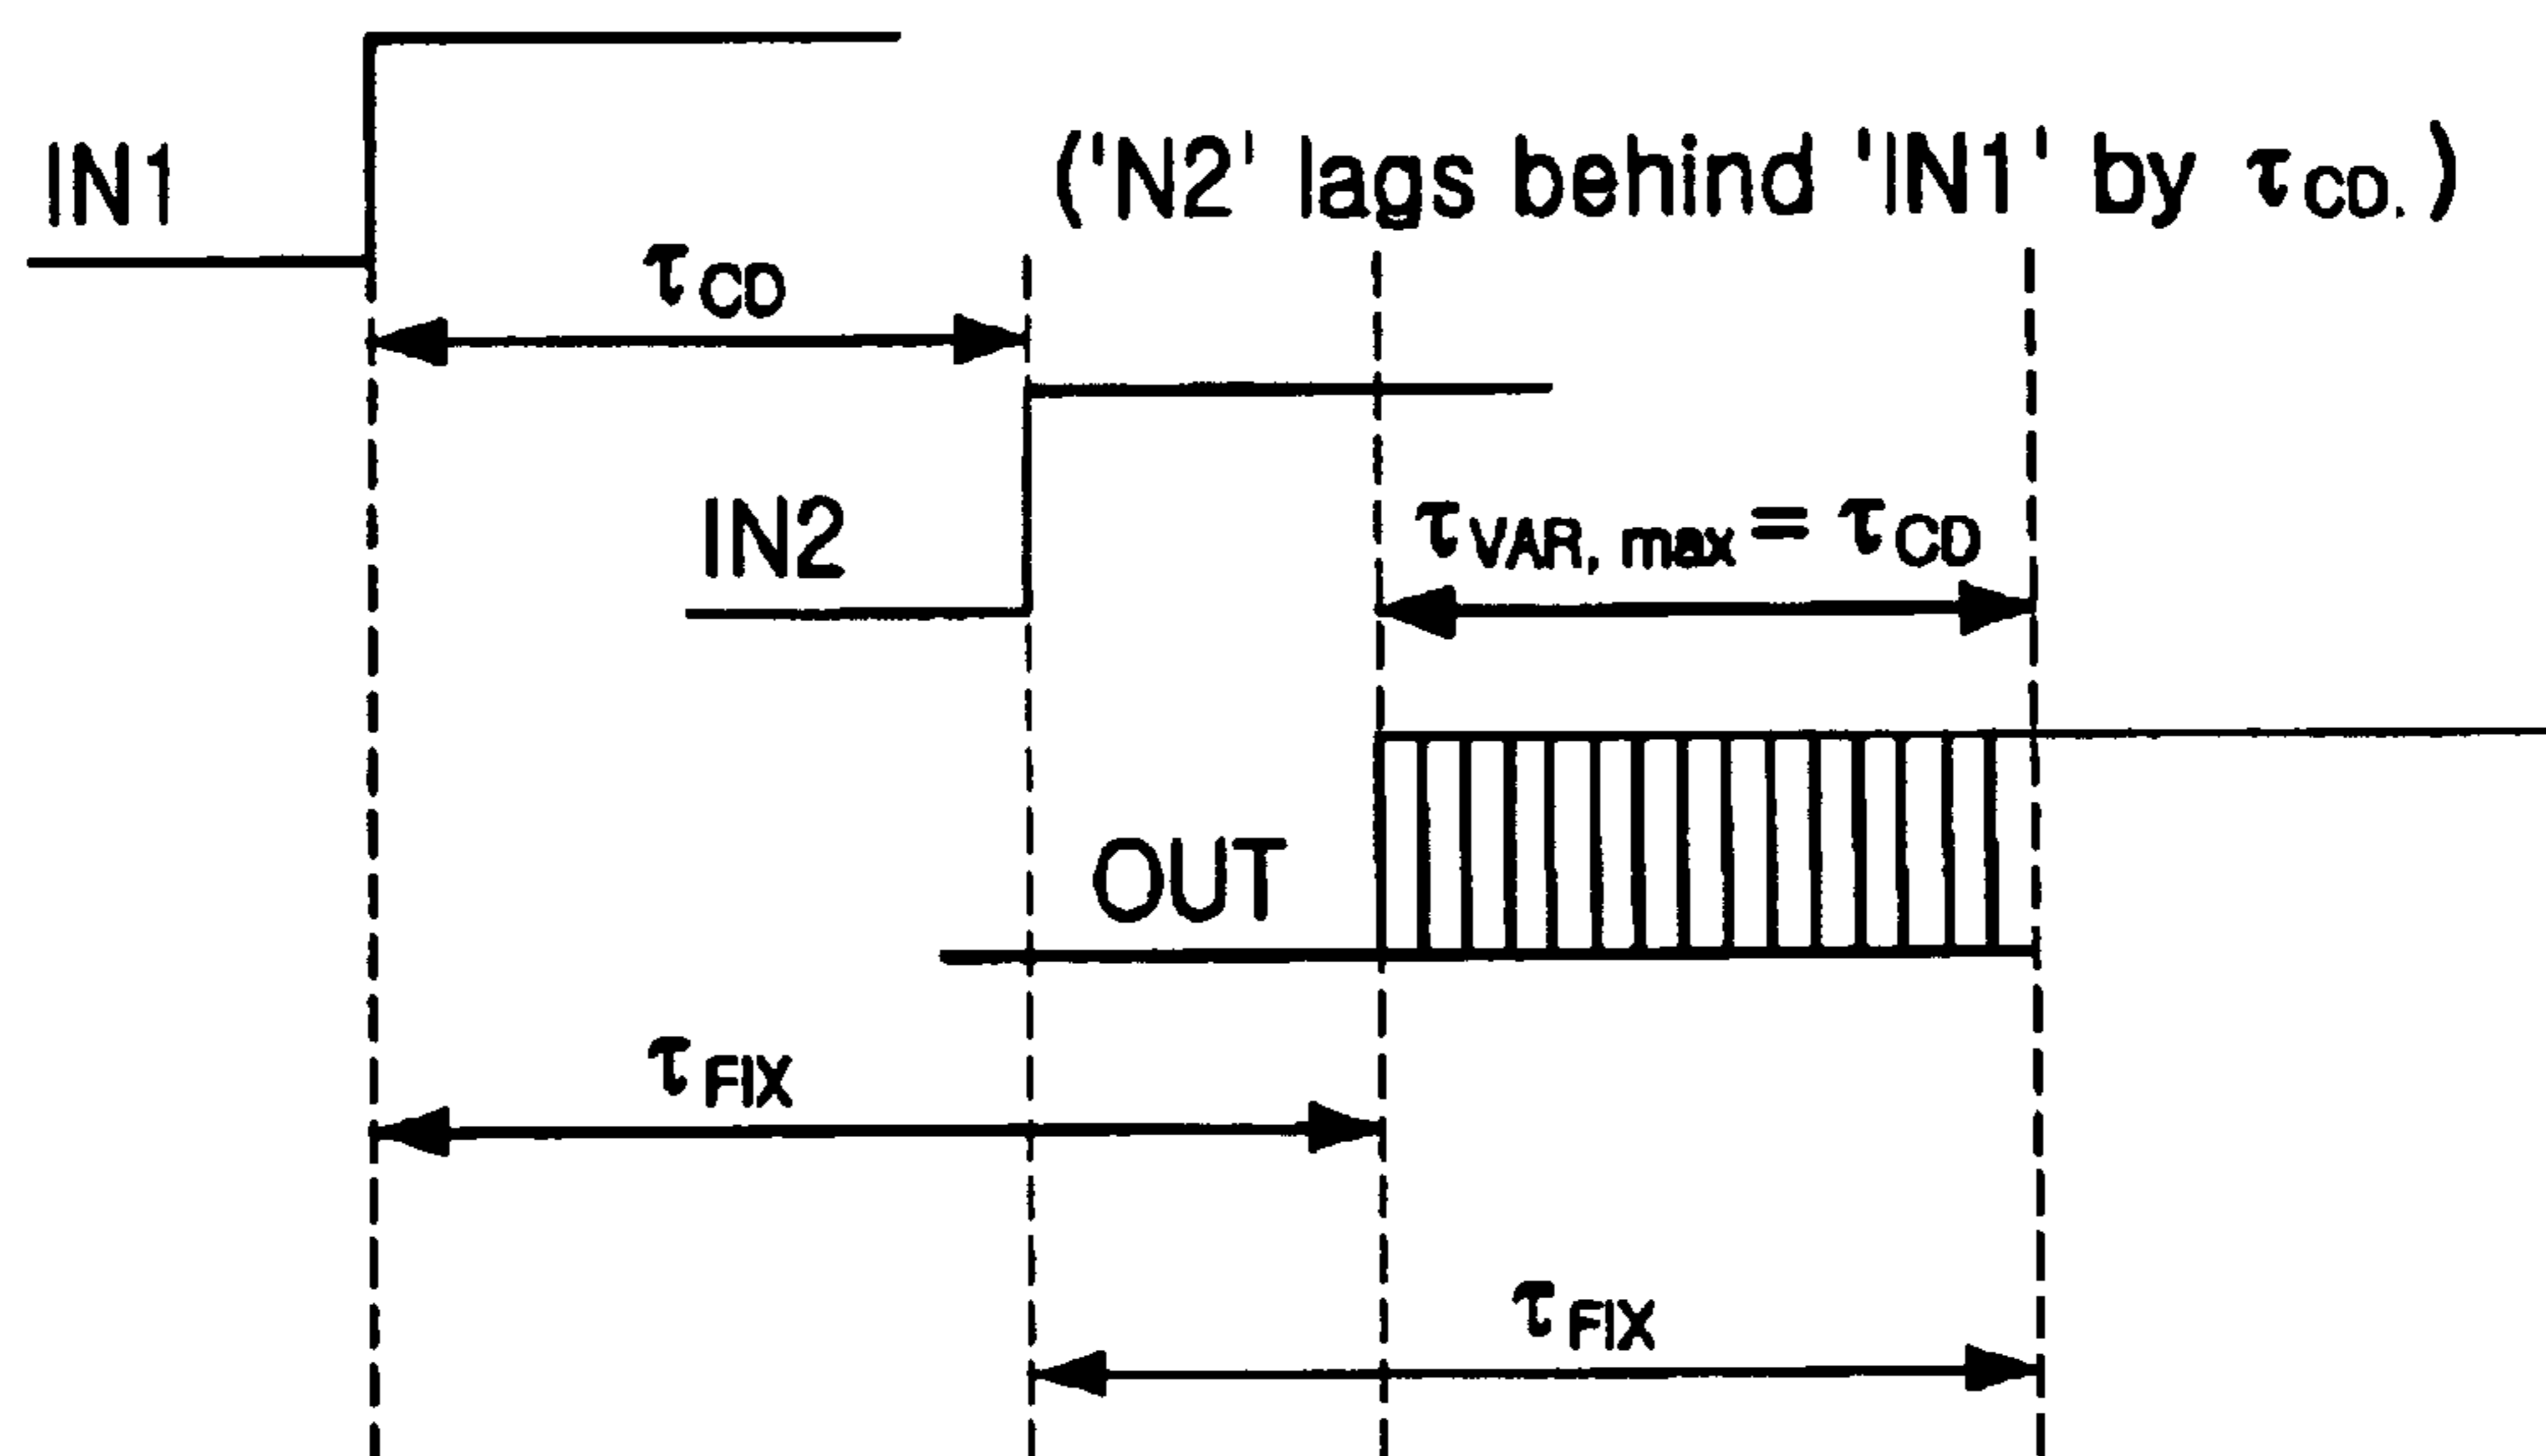 IN1
('N2' lags behind 'IN1' by τCD.)
τCD
IN2
τVAR, max = τCD
OUT
τFIX
τFIX